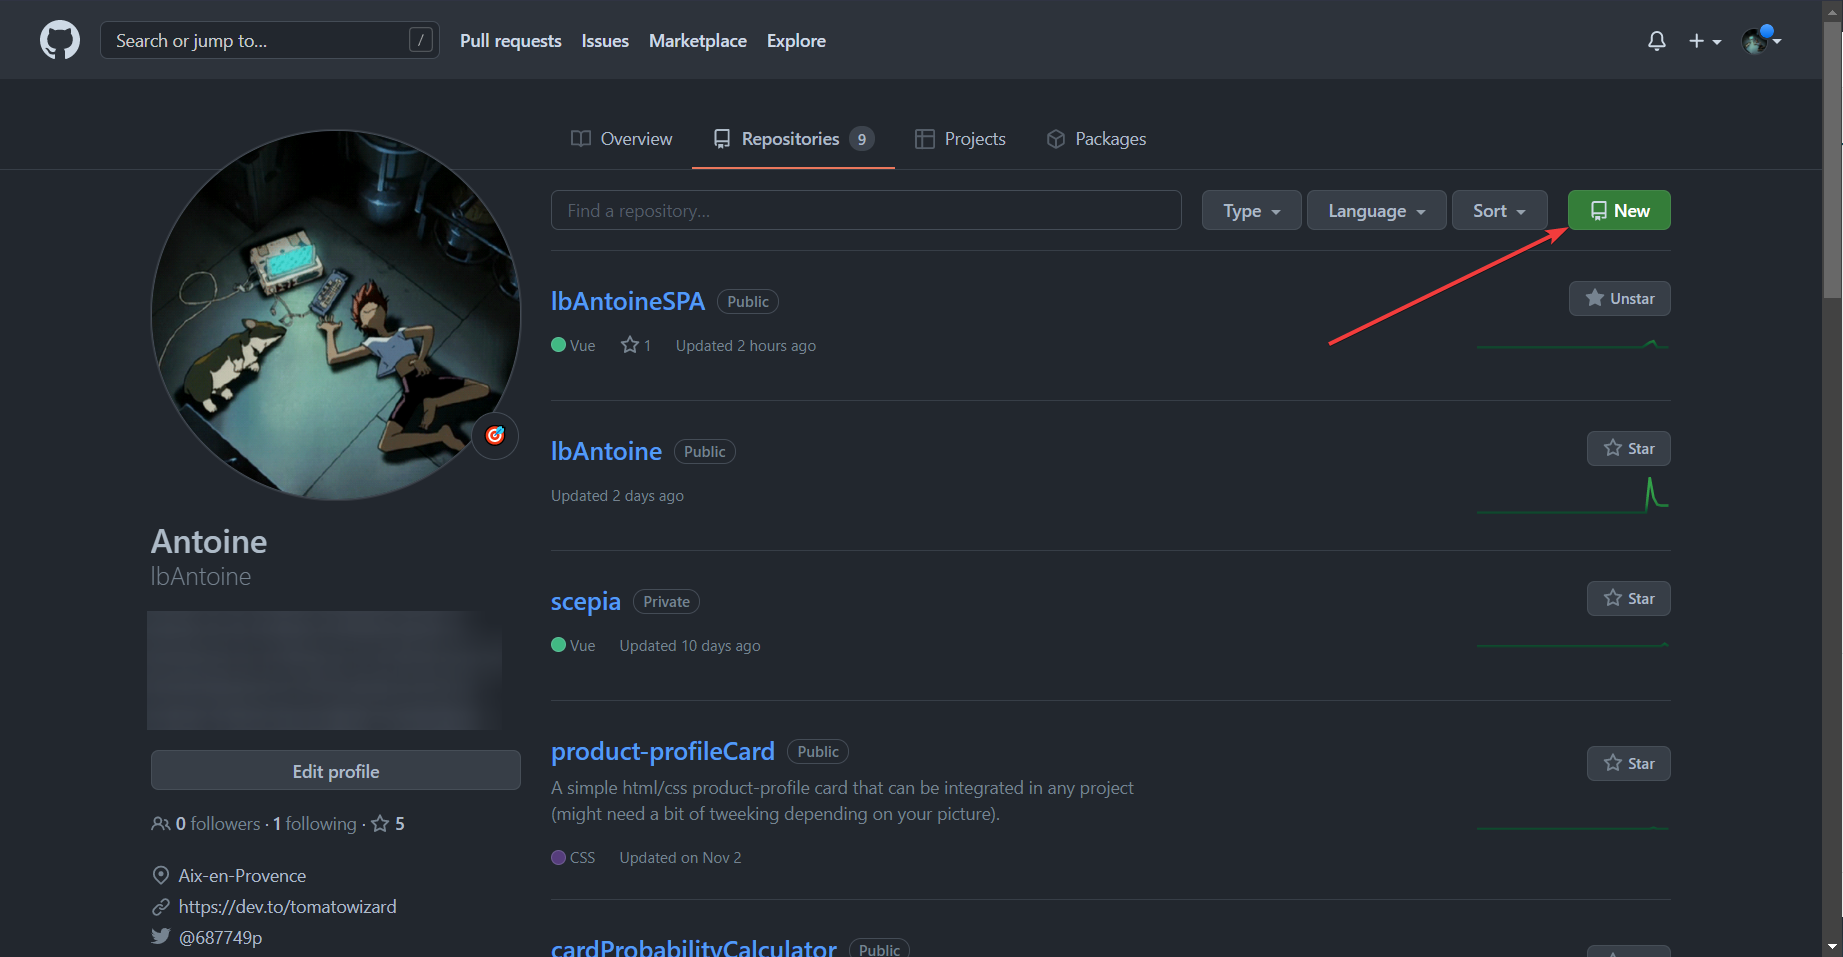 Search or jump to... /
Pull requests Issues Marketplace Explore
Overview Repositories 9 Projects Packages
Find a repository... Type Language Sort New
lbAntoineSPA Public
Unstar
Vue 1 Updated 2 hours ago
lbAntoine Public
Star
Updated 2 days ago
Antoine
lbAntoine
scepia Private
Star
Vue Updated 10 days ago
product-profileCard Public
Star
A simple html/css product-profile card that can be integrated in any project
(might need a bit of tweeking depending on your picture).
CSS Updated on Nov 2
Edit profile
0 followers · 1 following · 5
Aix-en-Provence
https://dev.to/tomatowizard
@687749p
cardProbabilityCalculator Public